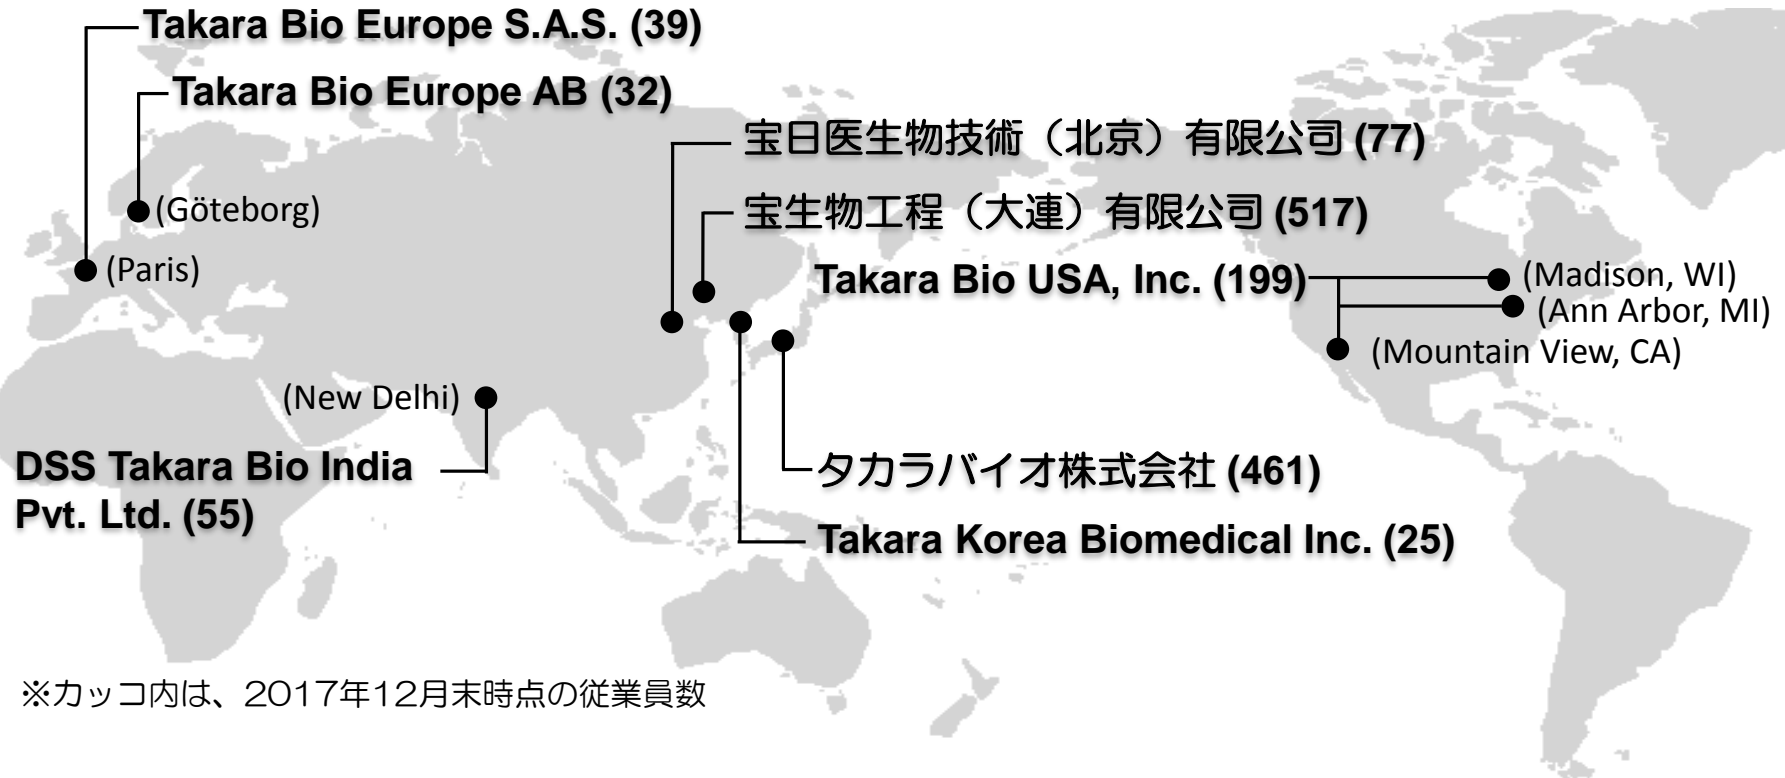 Takara Bio Europe S.A.S. (39)
Takara Bio Europe AB (32)
宝日医生物技術（北京）有限公司 (77)
宝生物工程（大連）有限公司 (517)
(Göteborg)
(Paris)
Takara Bio USA, Inc. (199)
(Madison, WI)
(Ann Arbor, MI)
(Mountain View, CA)
(New Delhi)
DSS Takara Bio India
Pvt. Ltd. (55)
タカラバイオ株式会社 (461)
Takara Korea Biomedical Inc. (25)
※カッコ内は、2017年12月末時点の従業員数